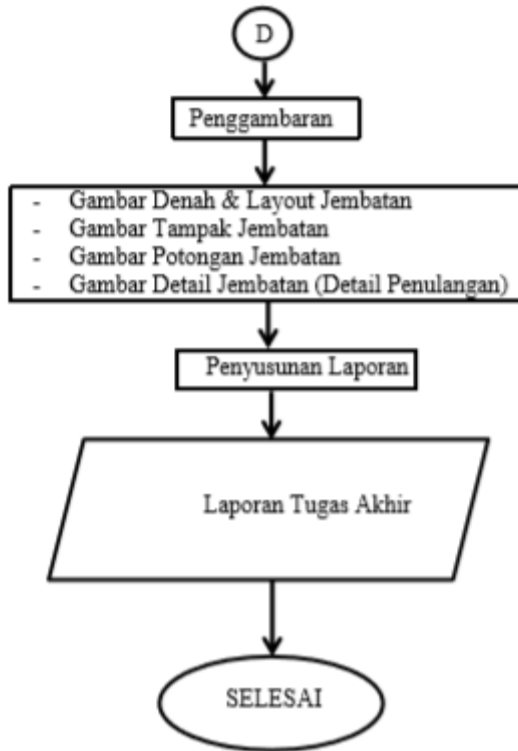 D
Penggambaran
- Gambar Denah & Layout Jembatan
- Gambar Tampak Jembatan
- Gambar Potongan Jembatan
- Gambar Detail Jembatan (Detail Penulangan)
Penyusunan Laporan
Laporan Tugas Akhir
SELESAI